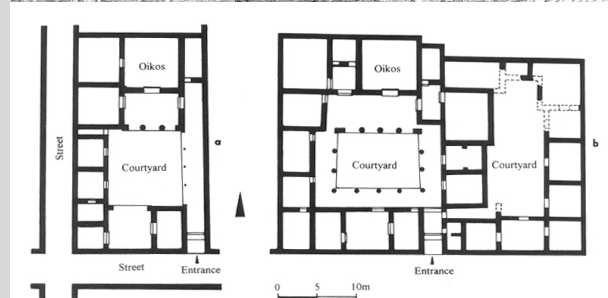 Oikos
Street
Courtyard
a
Street
Entrance
Oikos
Courtyard
Courtyard
b
Entrance
0 5 10m